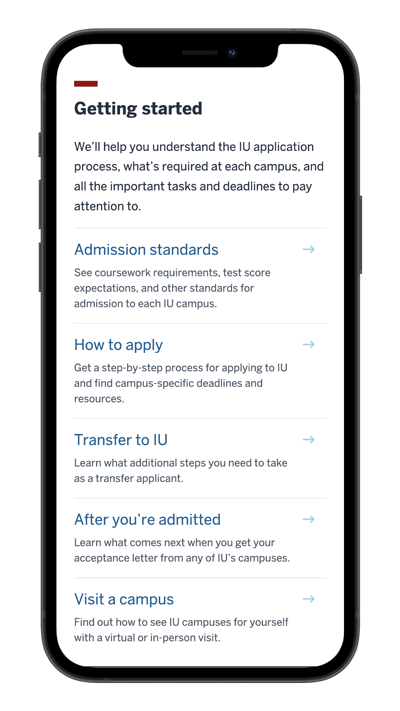 Getting started
We’ll help you understand the IU application
process, what’s required at each campus, and
all the important tasks and deadlines to pay
attention to.
Admission standards →
See coursework requirements, test score
expectations, and other standards for
admission to each IU campus.
How to apply →
Get a step-by-step process for applying to IU
and find campus-specific deadlines and
resources.
Transfer to IU →
Learn what additional steps you need to take
as a transfer applicant.
After you’re admitted →
Learn what comes next when you get your
acceptance letter from any of IU’s campuses.
Visit a campus →
Find out how to see IU campuses for yourself
with a virtual or in-person visit.